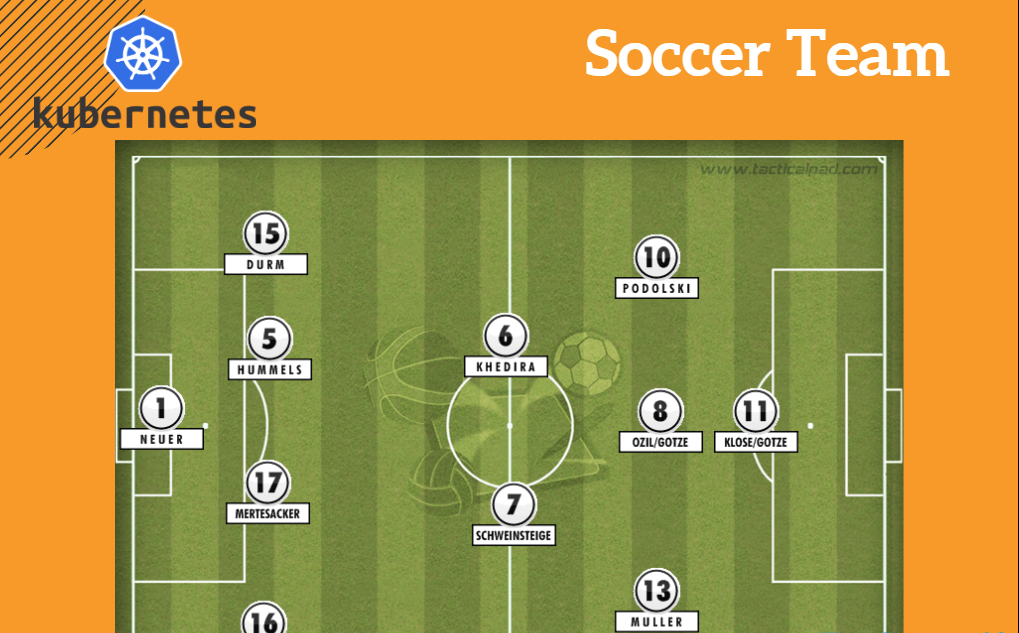 Soccer Team
kubernetes
www.tacticalpad.com
15
DURM
10
PODOLSKI
5
HUMMELS
6
KHEDIRA
1
NEUER
8
OZIL/GOTZE
11
KLOSE/GOTZE
17
MERTESACKER
7
SCHWEINSTEIGE
13
MULLER
16